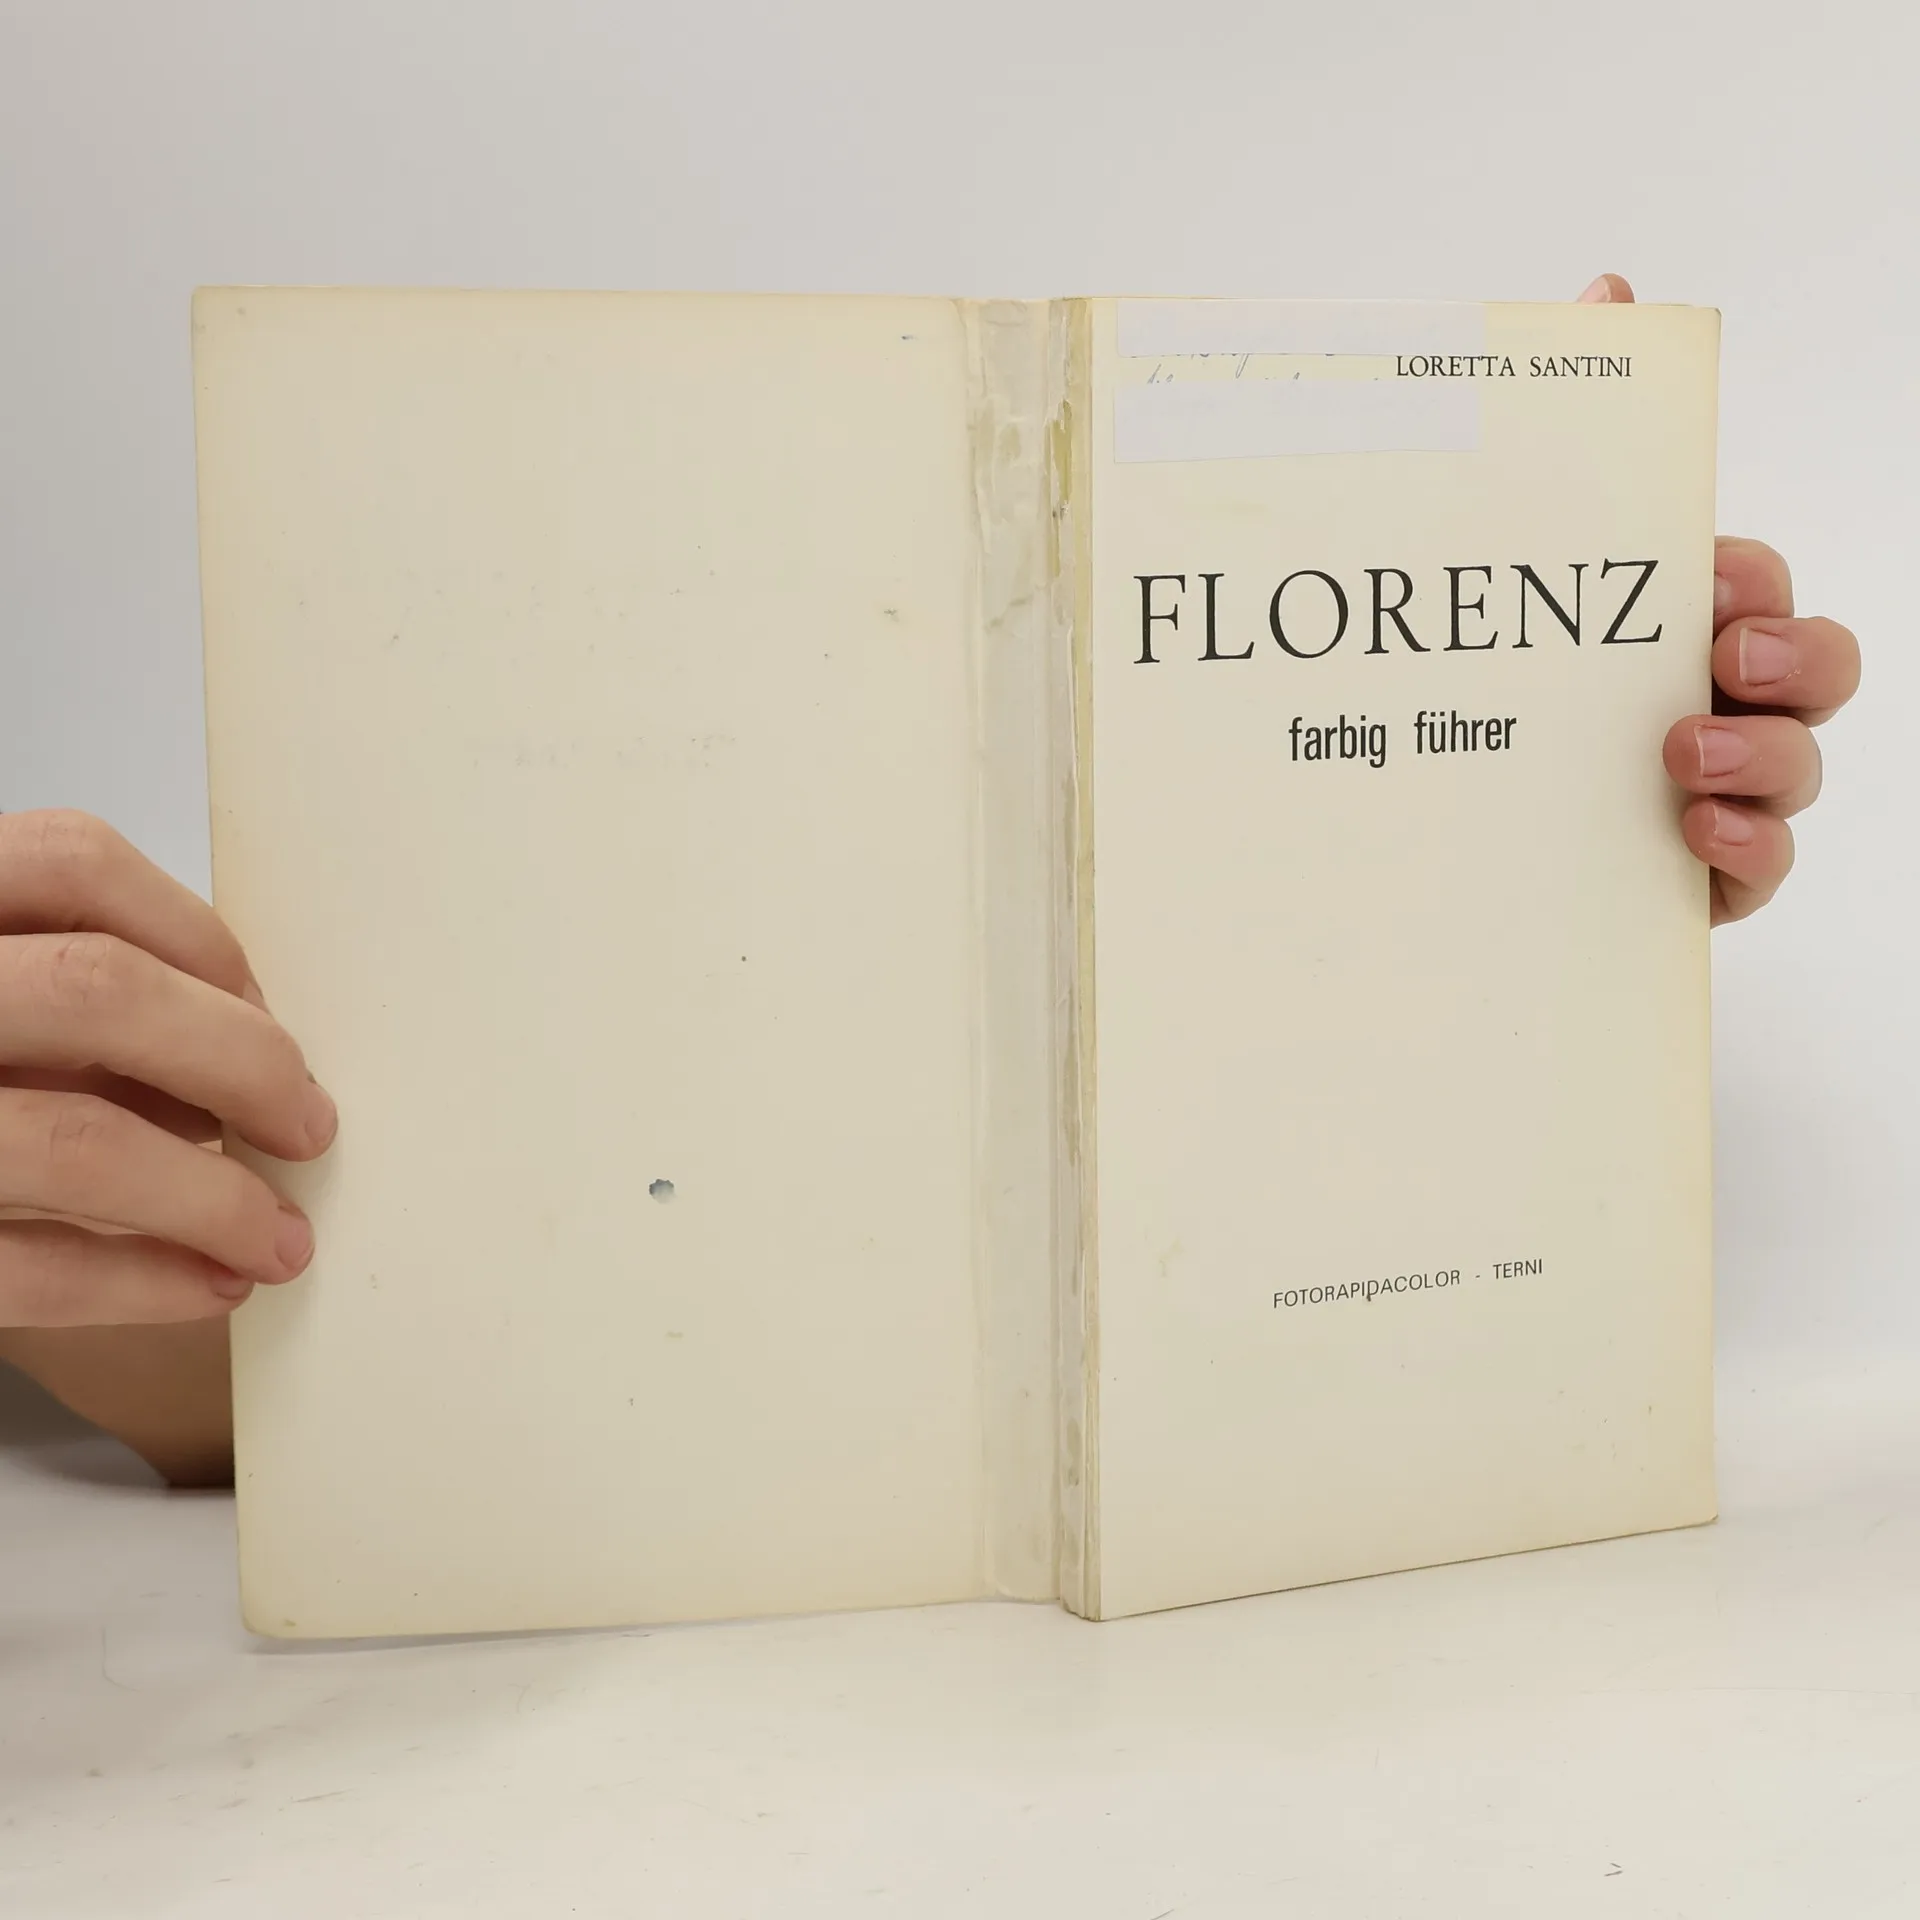 LORETTA SANTINI
FLORENZ
farbig führer
FOTORAPIDACOLOR - TERNI